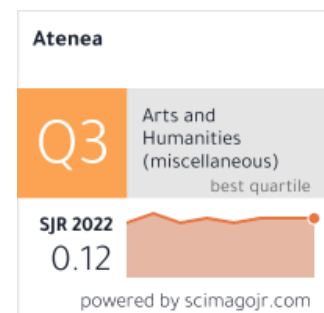 Atenea
Q3
Arts and
Humanities
(miscellaneous)
best quartile
SJR 2022
0.12
powered by scimagojr.com